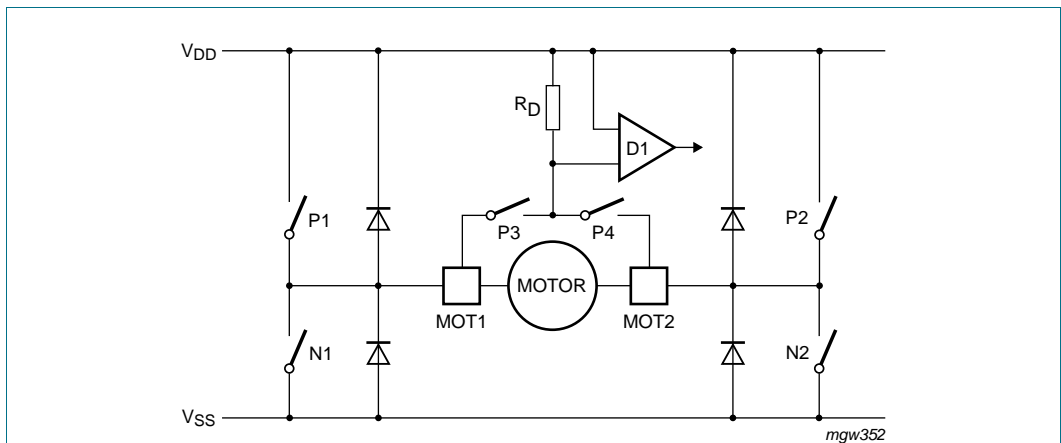 VDD
RD
D1
P1
P3
P4
P2
MOTOR
MOT1
MOT2
N1
N2
VSS
mgw352